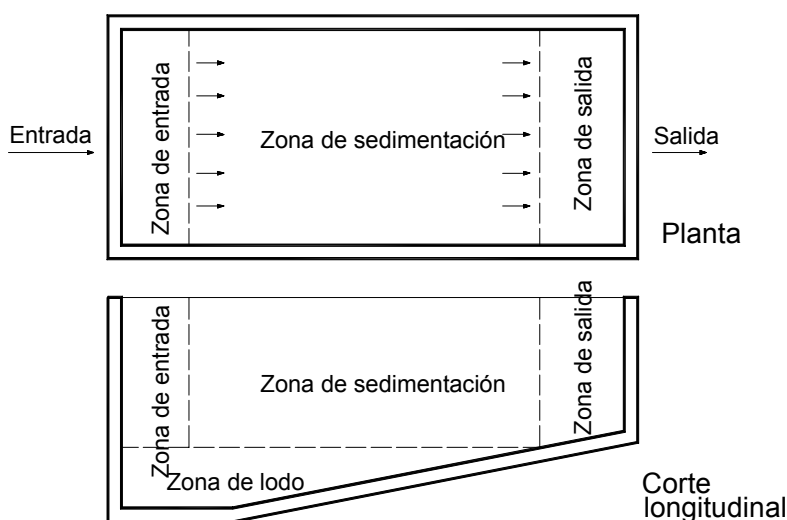 Entrada
Zona de entrada
Zona de sedimentación
Zona de salida
Salida
Planta
Zona de entrada
Zona de sedimentación
Zona de salida
Zona de lodo
Corte
longitudinal